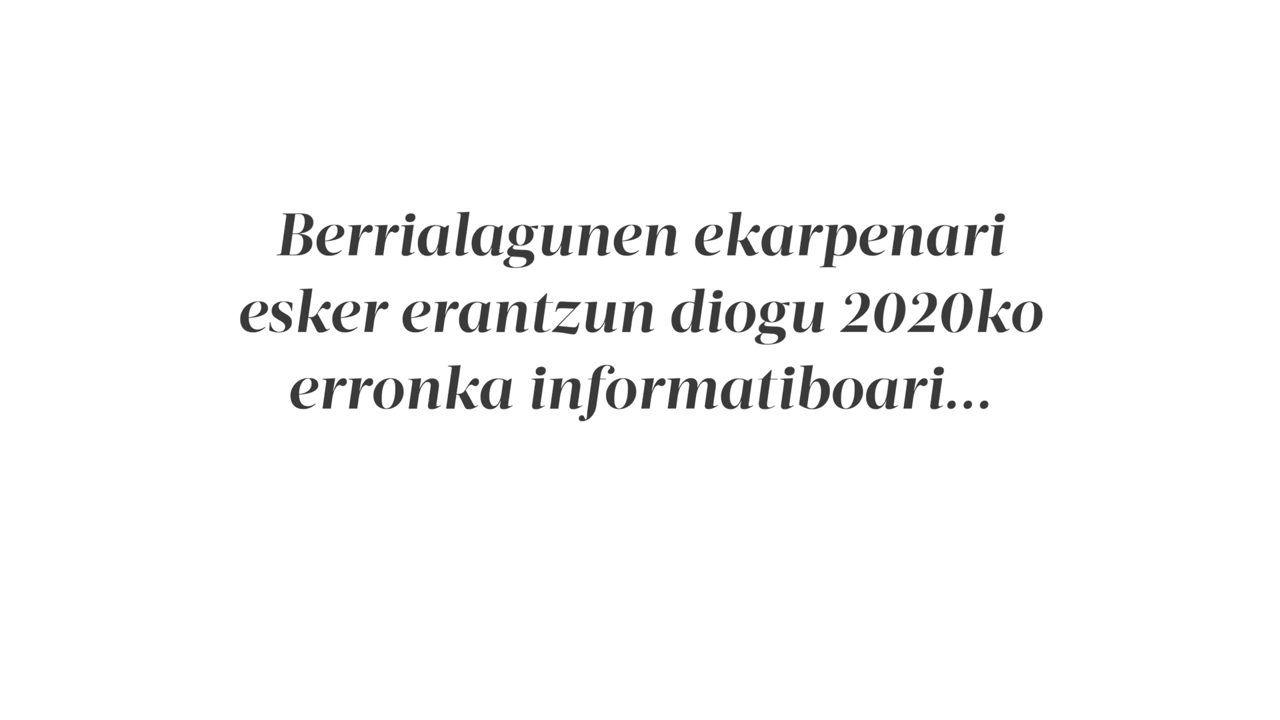 Berrialagunen ekarpenari
esker erantzun diogu 2020ko
erronka informatiboari...